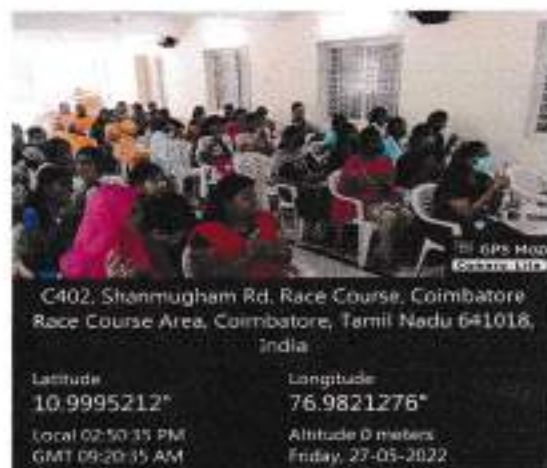 GPS Map
Camera Lite
C402, Shanmugham Rd, Race Course, Coimbatore
Race Course Area, Coimbatore, Tamil Nadu 641018,
India
Latitude
10.9995212°
Longitude
76.9821276°
Local 02:50:35 PM
GMT 09:20:35 AM
Altitude 0 meters
Friday, 27-05-2022